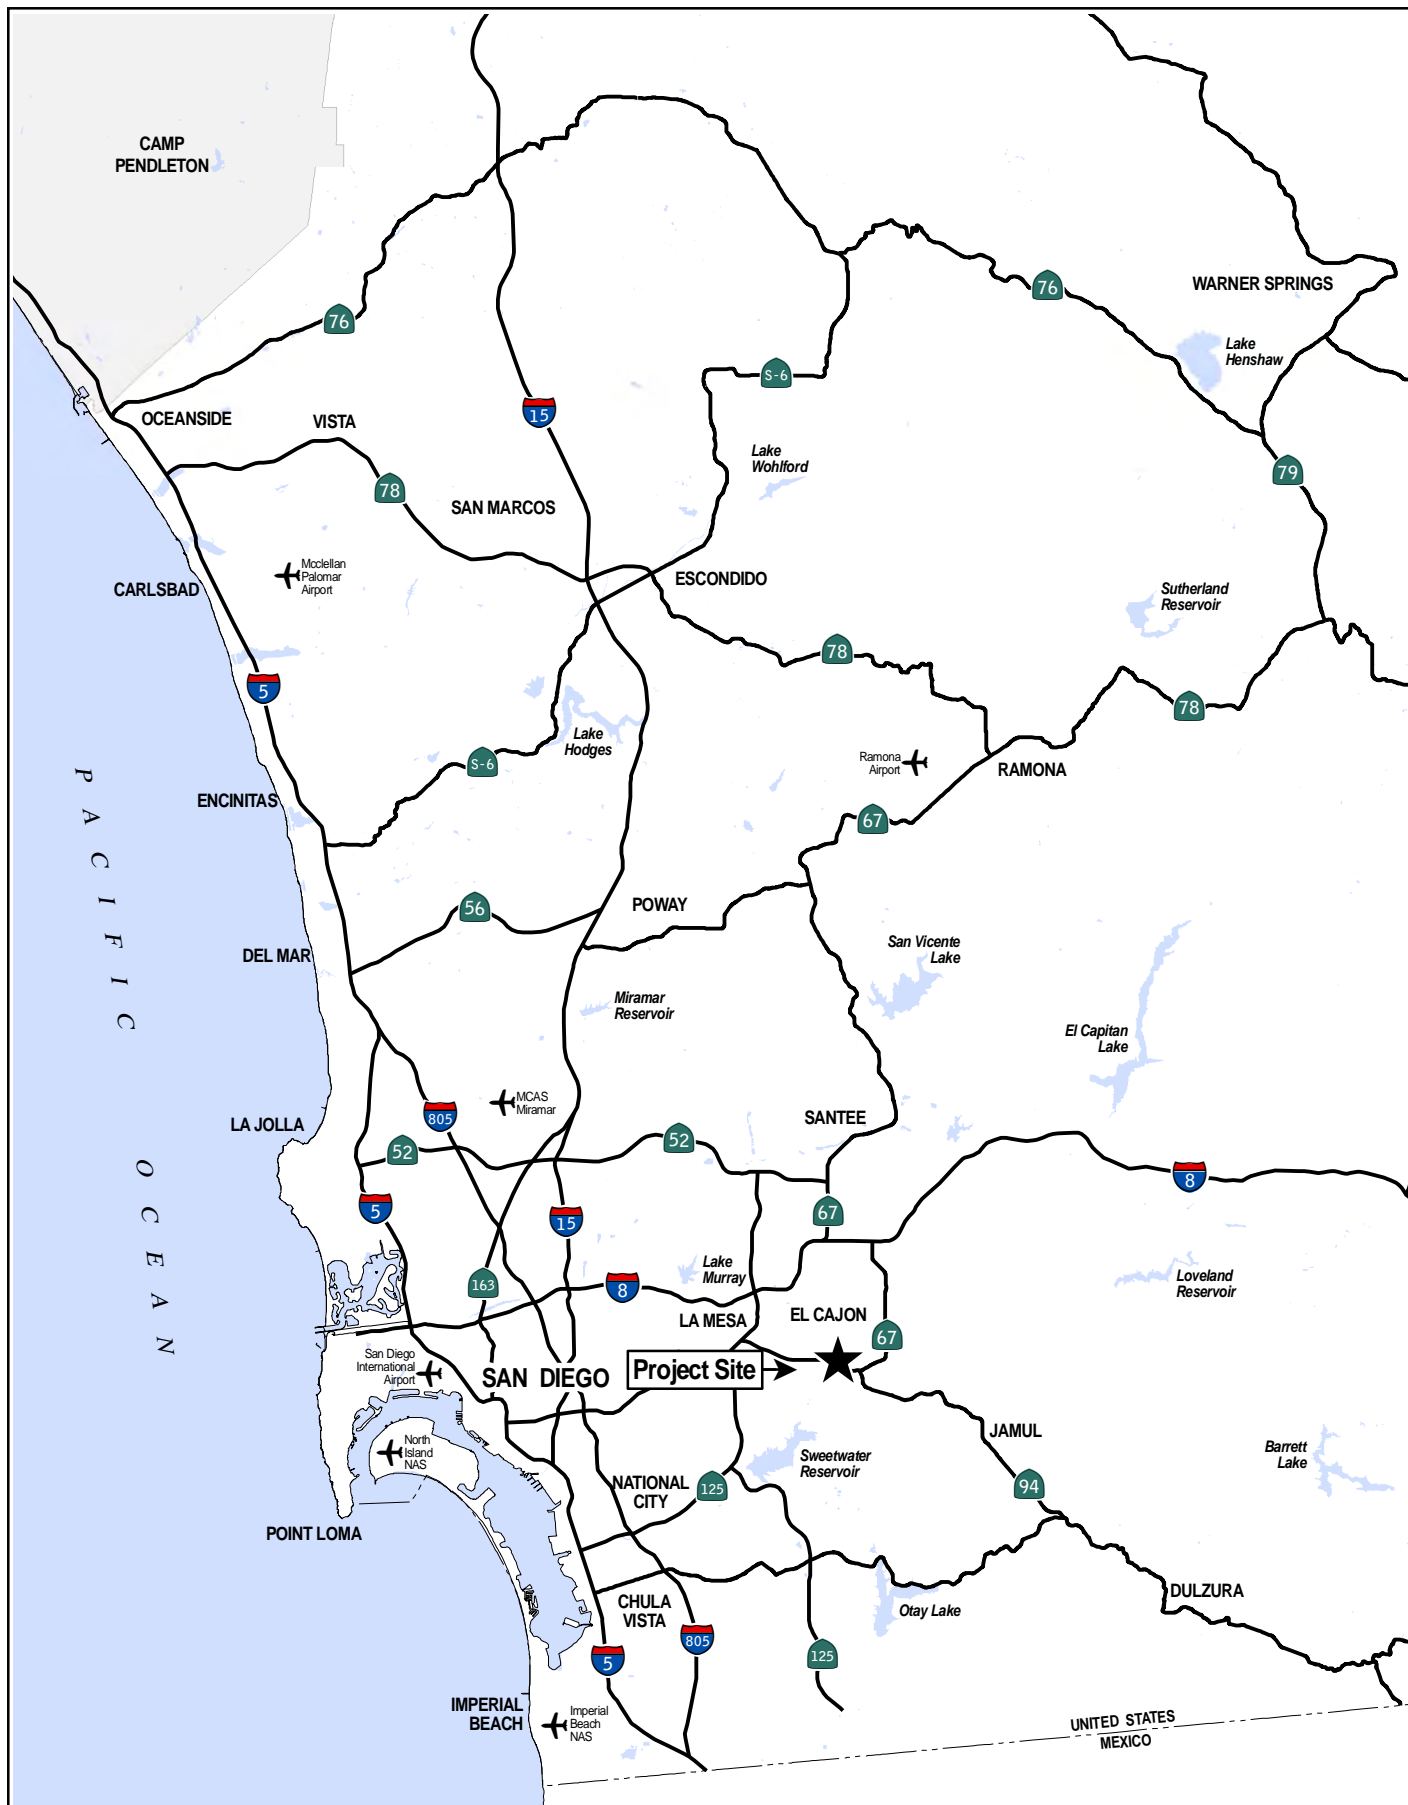 CAMP
PENDLETON
76
WARNER SPRINGS
76
Lake
Henshaw
S-6
15
OCEANSIDE
VISTA
Lake
Wohlford
79
78
SAN MARCOS
Mcclellan
Palomar
Airport
CARLSBAD
ESCONDIDO
Sutherland
Reservoir
78
5
78
Lake
Hodges
S-6
Ramona
Airport
RAMONA
ENCINITAS
67
56
POWAY
DEL MAR
San Vicente
Lake
Miramar
Reservoir
El Capitan
Lake
PACIFIC
OCEAN
MCAS
Miramar
805
LA JOLLA
SANTEE
52
52
8
5
15
67
Lake
Murray
163
8
Loveland
Reservoir
LA MESA
EL CAJON
67
San Diego
International
Airport
SAN DIEGO
Project Site
North
Island
NAS
JAMUL
Sweetwater
Reservoir
Barrett
Lake
NATIONAL
CITY
125
94
POINT LOMA
CHULA
VISTA
Otay Lake
DULZURA
805
5
125
IMPERIAL
BEACH
Imperial
Beach
NAS
UNITED STATES
MEXICO